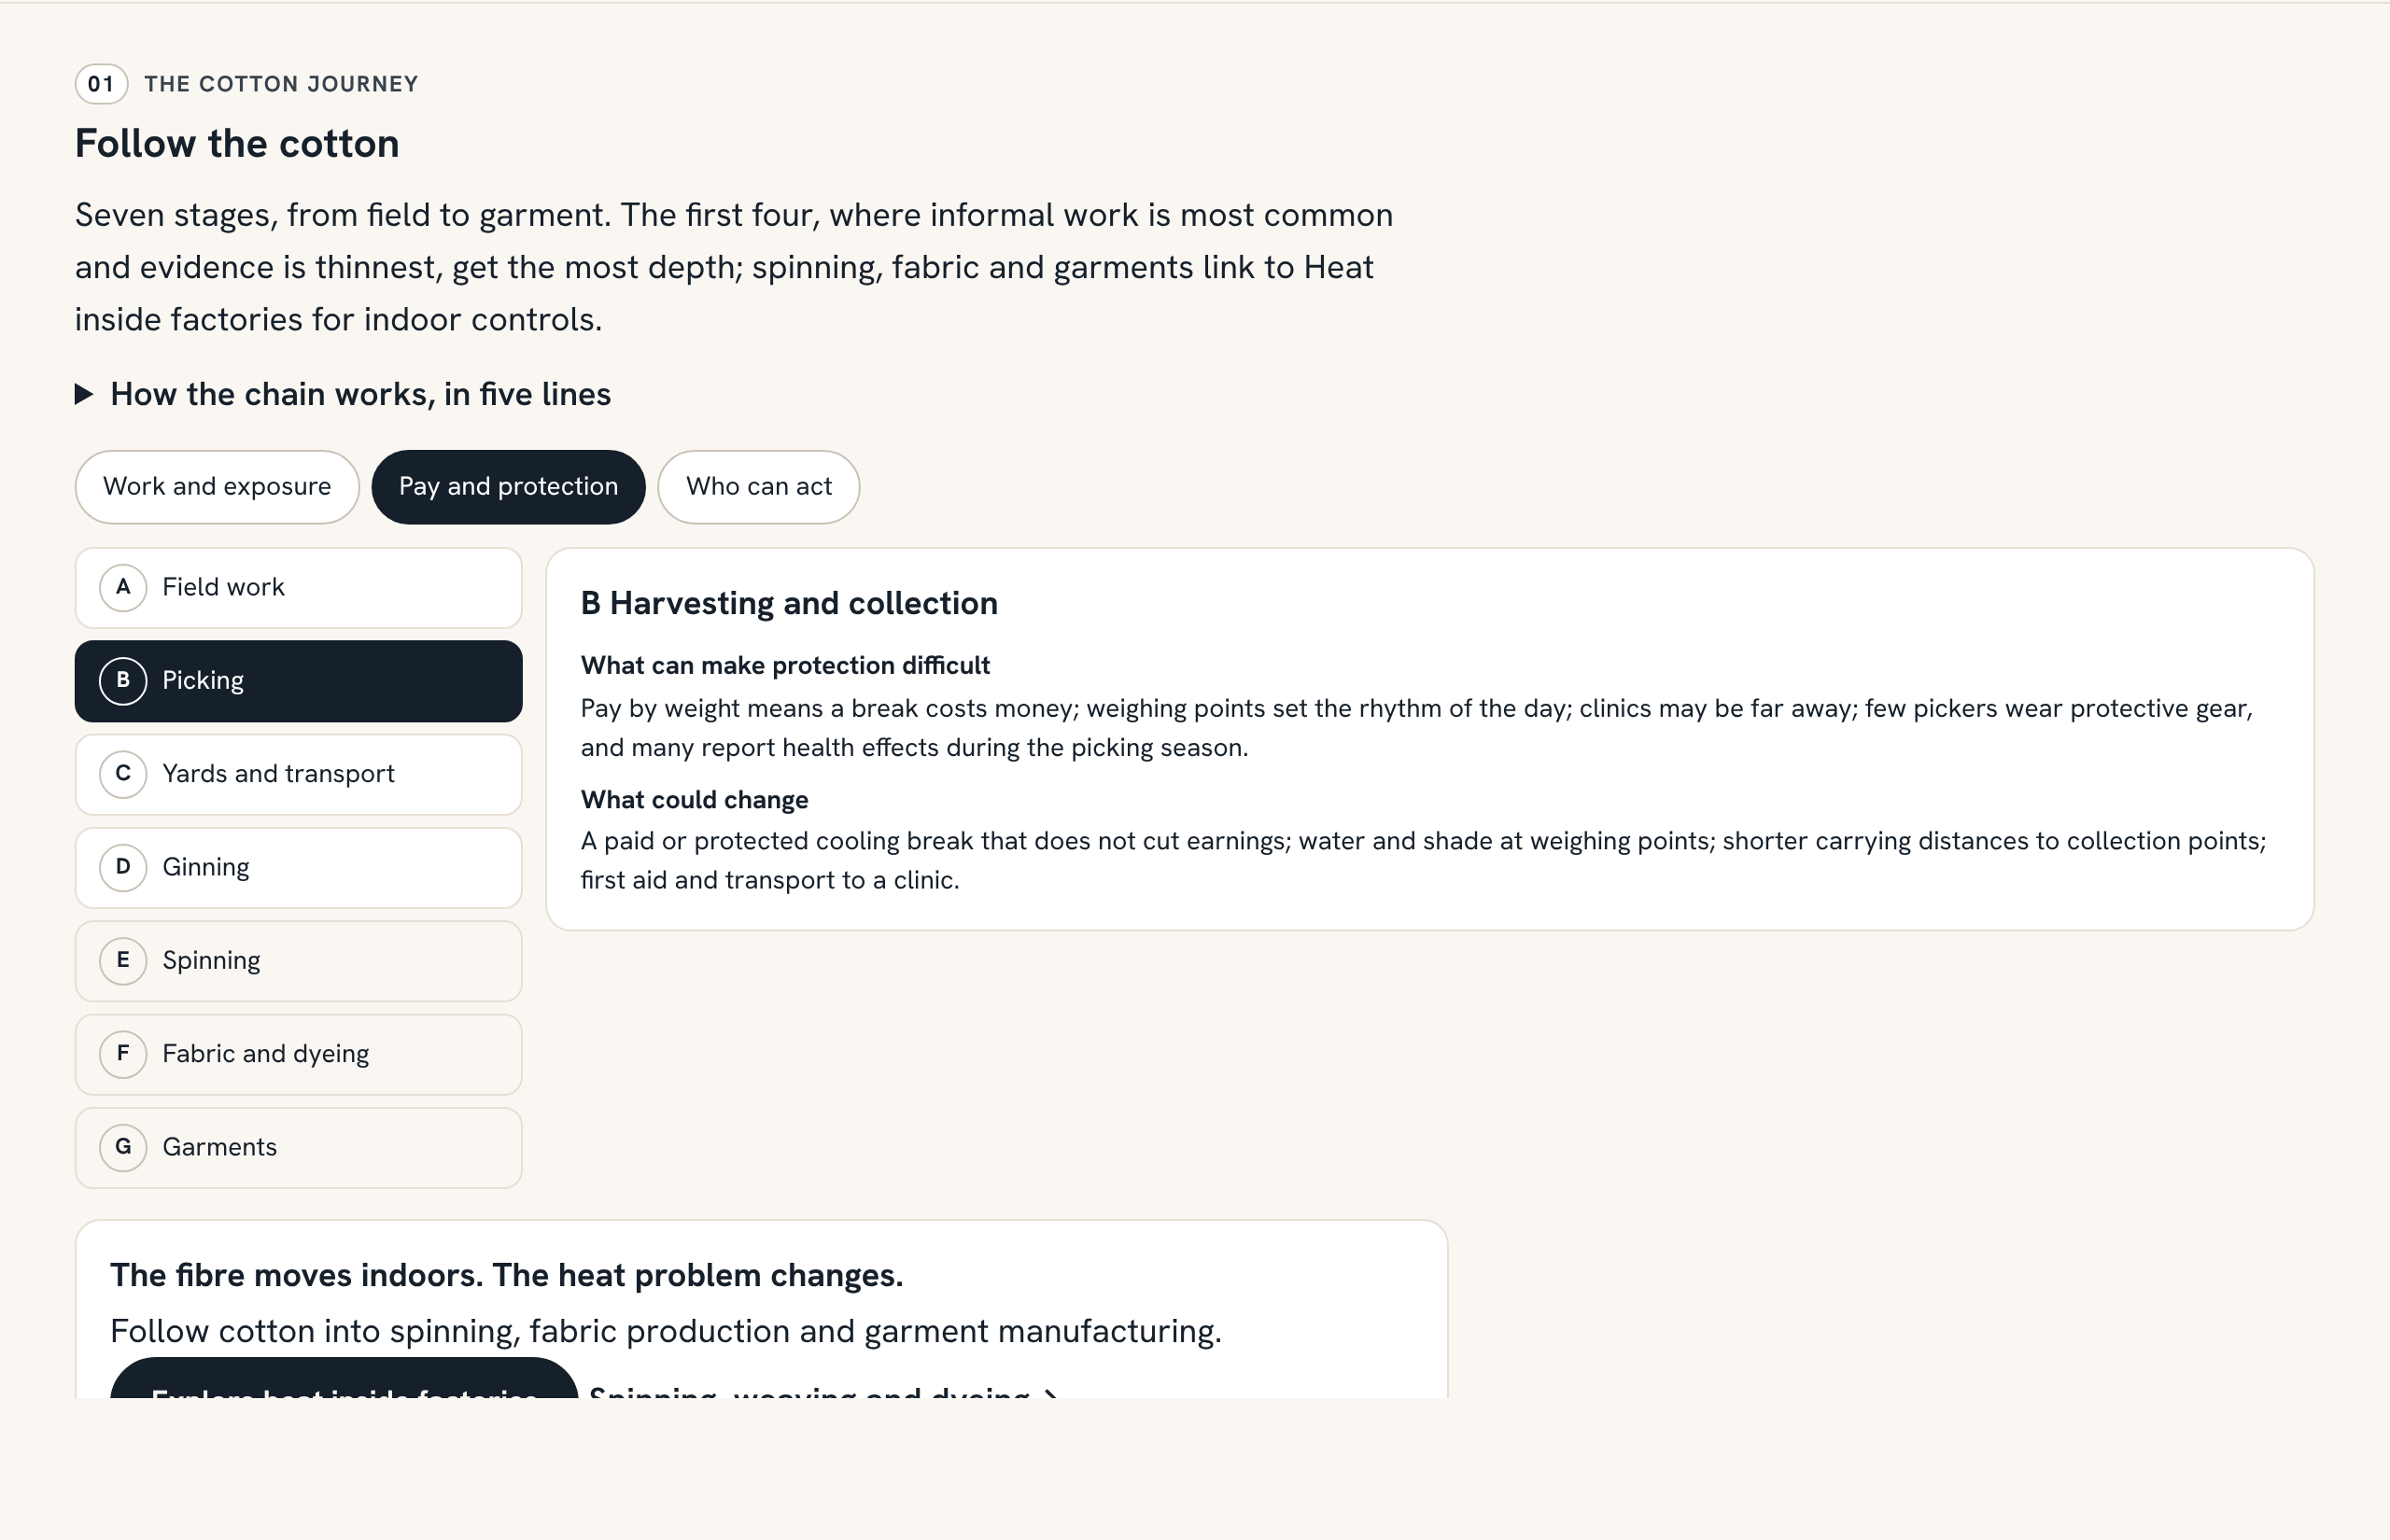 01 THE COTTON JOURNEY
Follow the cotton
Seven stages, from field to garment. The first four, where informal work is most common
and evidence is thinnest, get the most depth; spinning, fabric and garments link to Heat
inside factories for indoor controls.
▶ How the chain works, in five lines
Work and exposure
Pay and protection
Who can act
A Field work
B Picking
C Yards and transport
D Ginning
E Spinning
F Fabric and dyeing
G Garments
B Harvesting and collection
What can make protection difficult
Pay by weight means a break costs money; weighing points set the rhythm of the day; clinics may be far away; few pickers wear protective gear,
and many report health effects during the picking season.
What could change
A paid or protected cooling break that does not cut earnings; water and shade at weighing points; shorter carrying distances to collection points;
first aid and transport to a clinic.
The fibre moves indoors. The heat problem changes.
Follow cotton into spinning, fabric production and garment manufacturing.
Explore heat inside factories
Spinning, weaving and dyeing